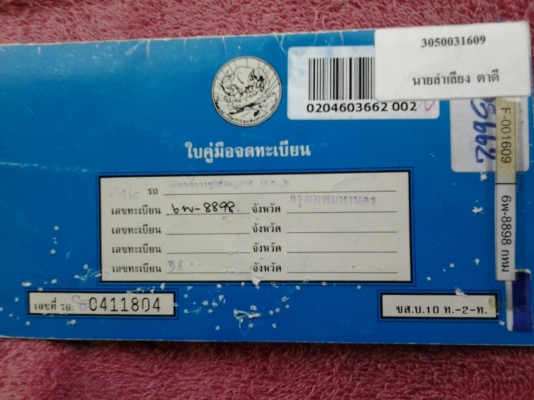 3050031609
นายลำเลียง ตาดี
0204603662 002
F-001609
6พ-8898 กทม
ใบคู่มือจดทะเบียน
รถ
เลขทะเบียน ๖พ-8898. จังหวัด กรุงเทพมหานคร
เลขทะเบียน จังหวัด
เลขทะเบียน จังหวัด
เลขทะเบียน จังหวัด
เลขที่ รย. 0411804
ขส.บ.10 ท.-2-ท.